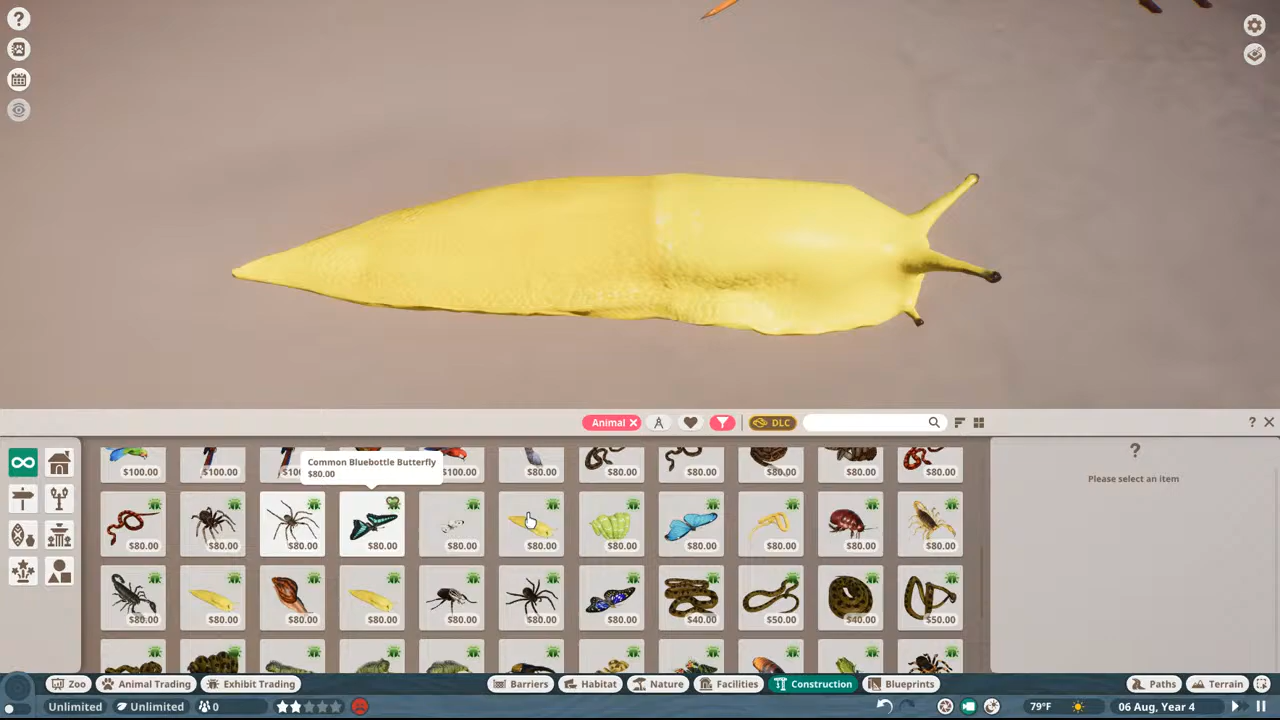 ?
Animal ✕
DLC
? ✕
Common Bluebottle Butterfly
$80.00
$100.00 $100.00 $80.00 $80.00 $80.00 $80.00 $80.00 $80.00
?
Please select an item
$80.00 $80.00 $80.00 $80.00 $80.00 $80.00 $80.00 $80.00 $80.00 $80.00 $80.00
$80.00 $80.00 $80.00 $80.00 $80.00 $80.00 $80.00 $40.00 $50.00 $40.00 $50.00
Zoo Animal Trading Exhibit Trading Barriers Habitat Nature Facilities Construction Blueprints Paths Terrain
Unlimited Unlimited 0 79°F 06 Aug, Year 4